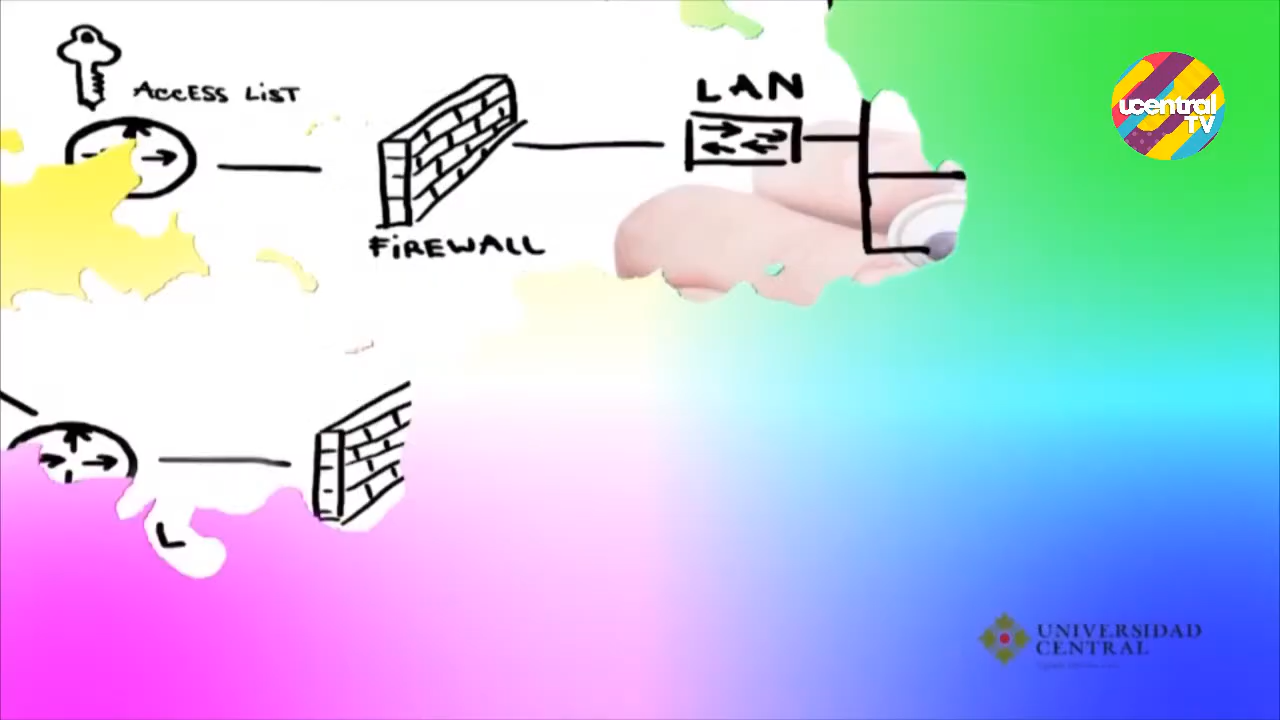 ACCESS LIST
LAN
FIREWALL
ucentral
TV
L
UNIVERSIDAD
CENTRAL